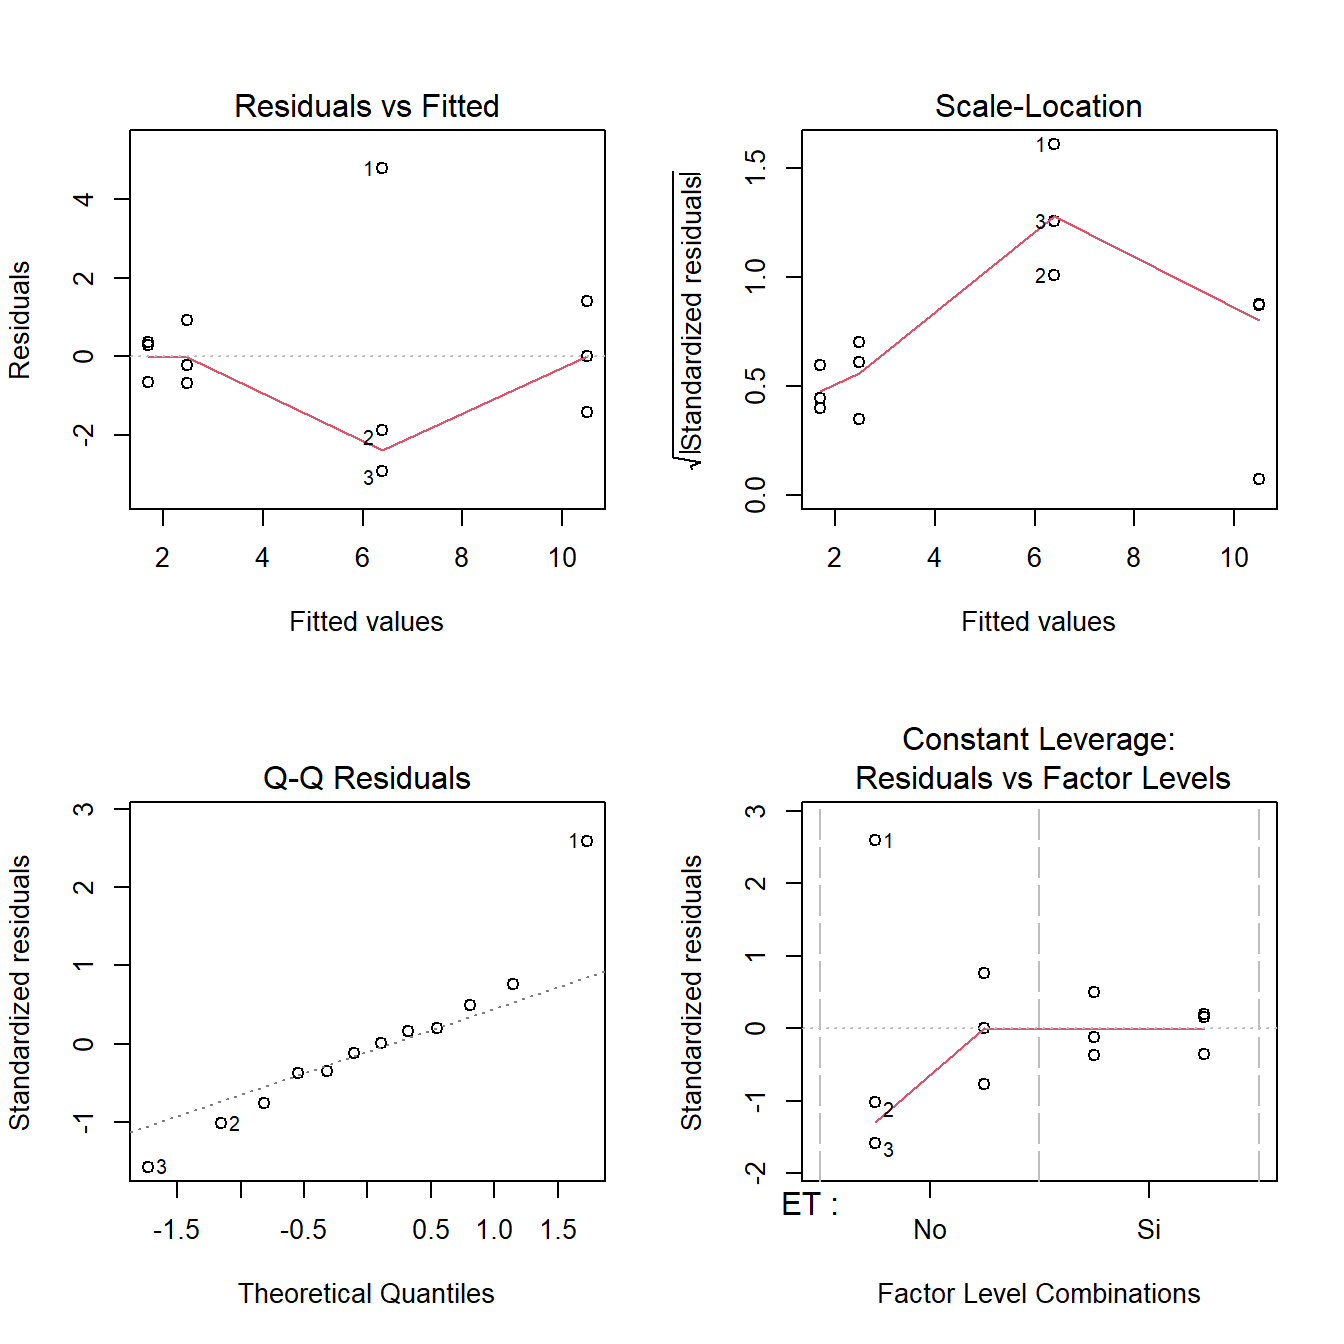 Residuals vs Fitted
Residuals
4
2
0
-2
1
2
3
2
4
6
8
10
Fitted values
Scale-Location
√|Standardized residuals|
1.5
1.0
0.5
0.0
1
3
2
2
4
6
8
10
Fitted values
Q-Q Residuals
Standardized residuals
3
2
1
0
-1
1
2
3
-1.5
-0.5
0.5
1.0
1.5
Theoretical Quantiles
Constant Leverage:
Residuals vs Factor Levels
Standardized residuals
3
2
1
0
-1
-2
1
2
3
ET :
No
Si
Factor Level Combinations